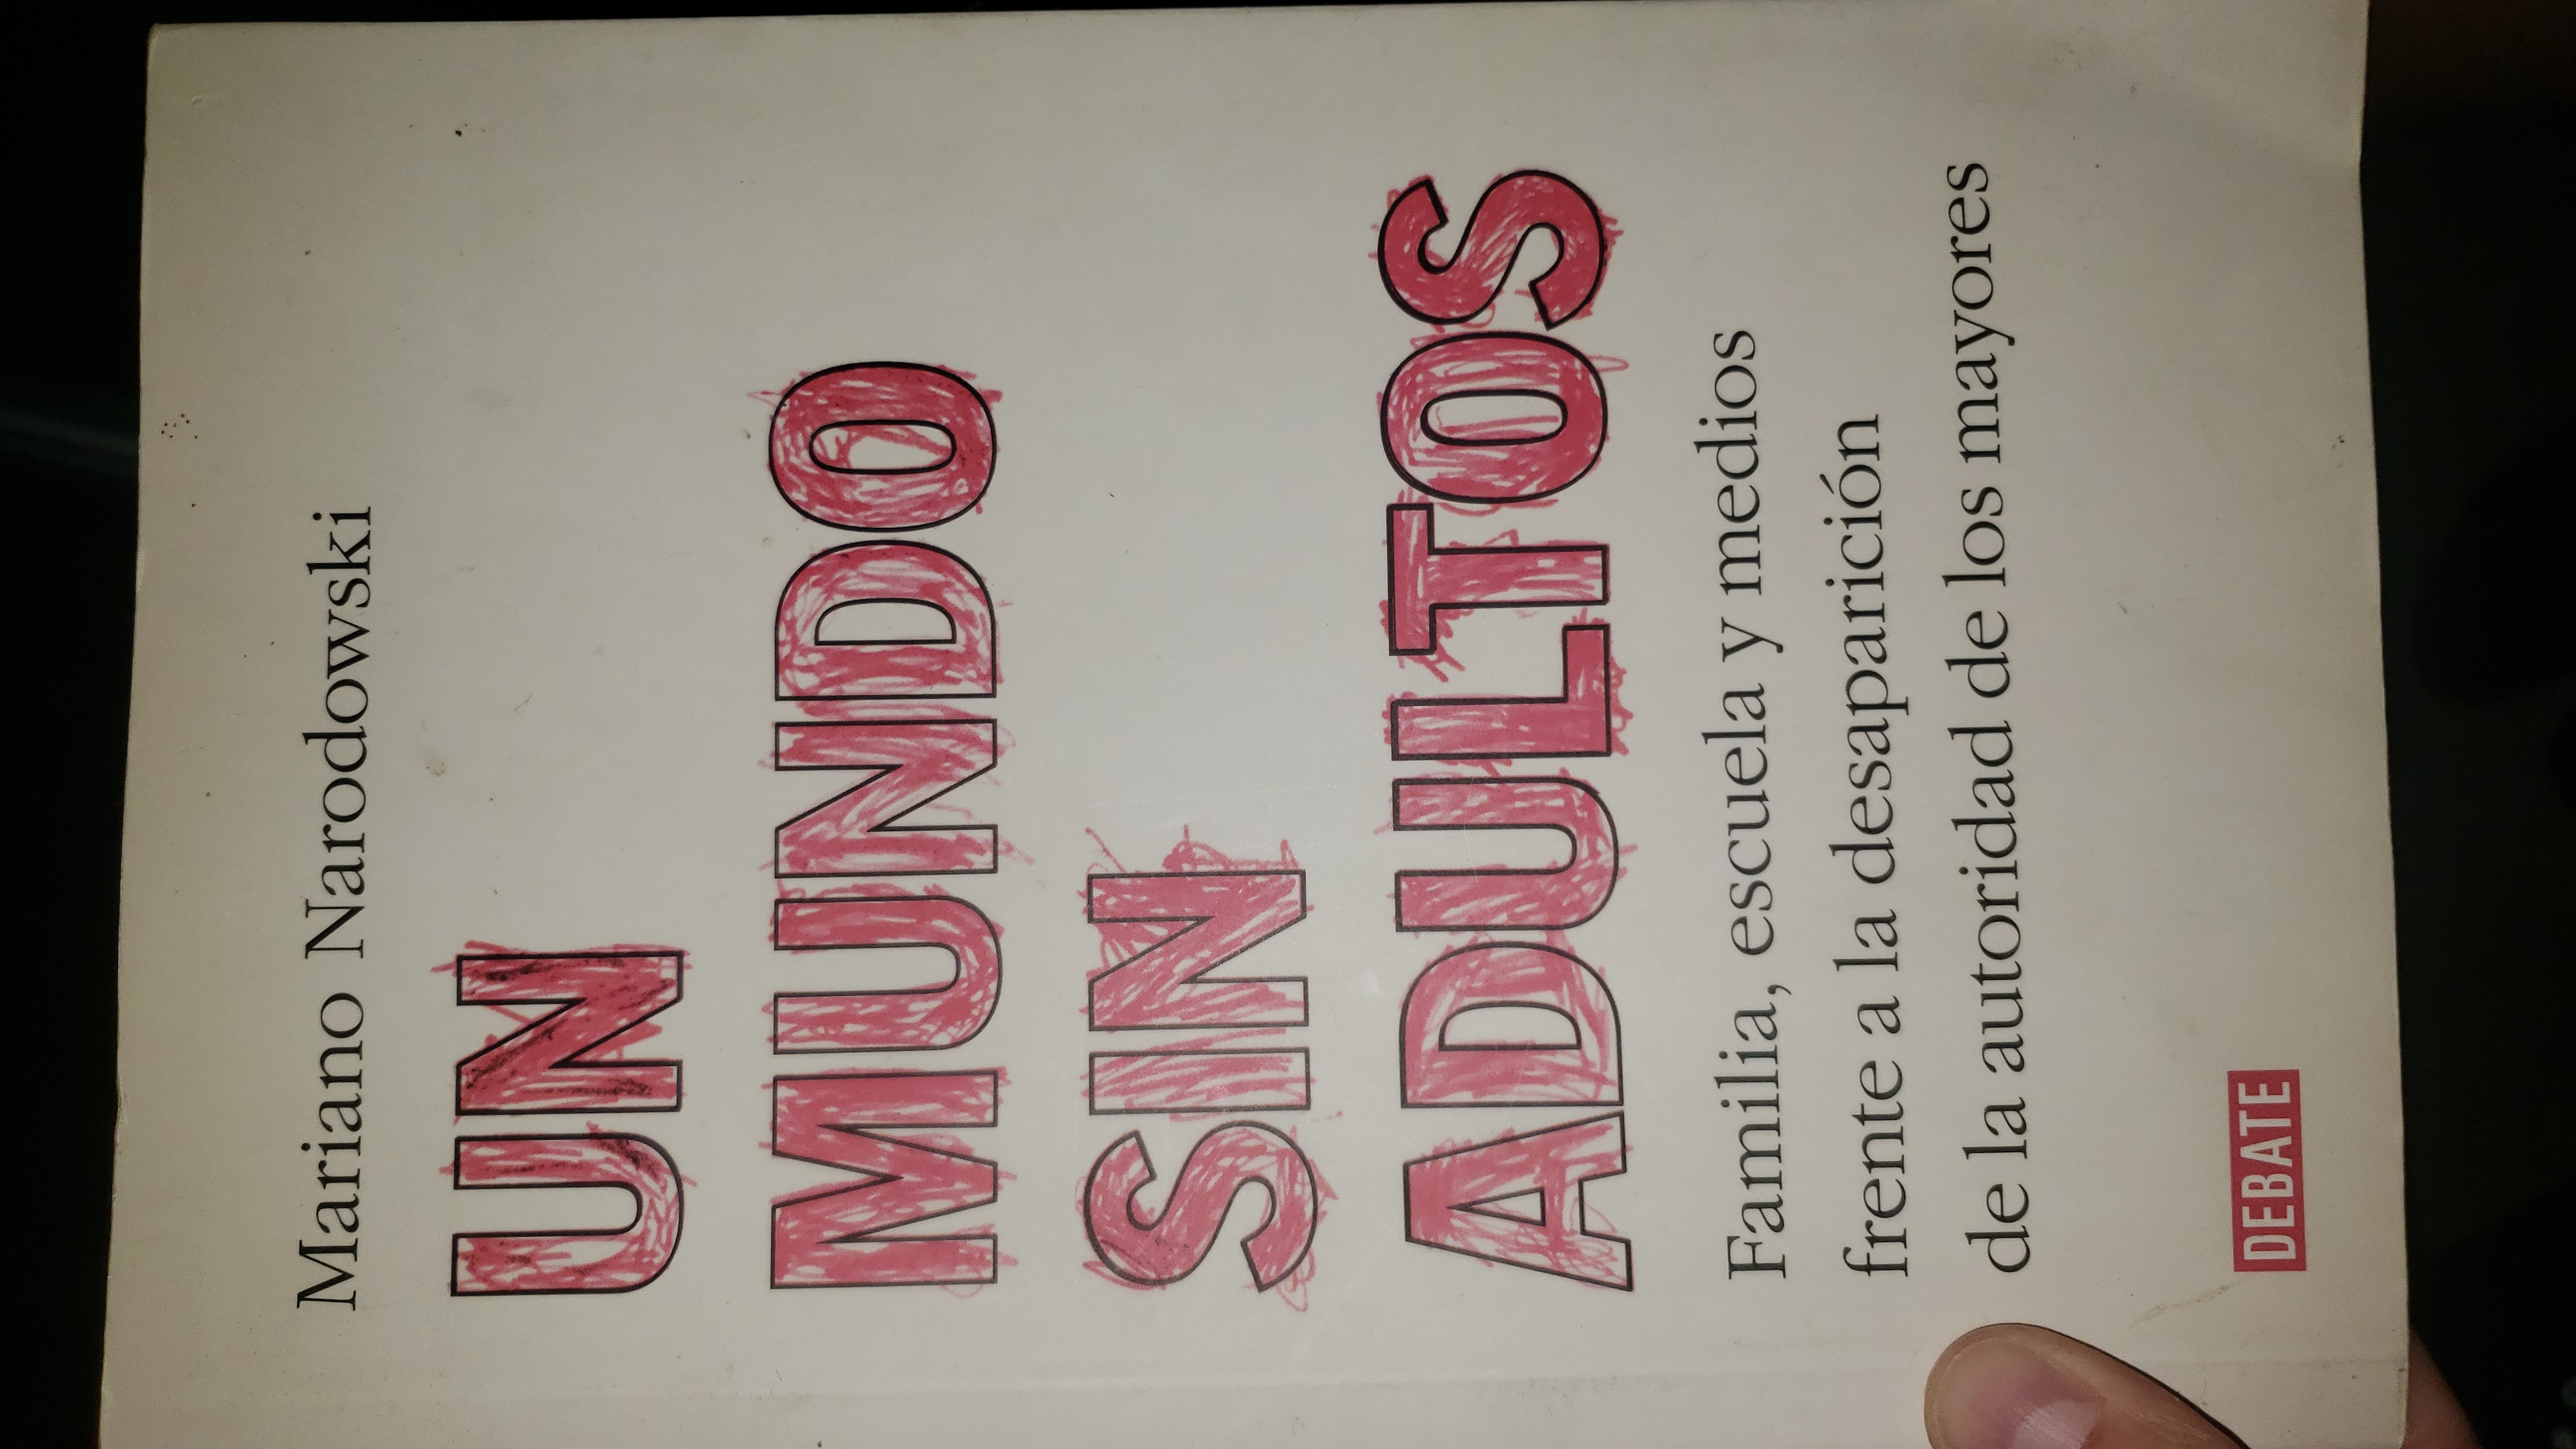 Mariano Narodowski
UN
MUNDO
SIN
ADULTOS
Familia, escuela y medios
frente a la desaparición
de la autoridad de los mayores
DEBATE